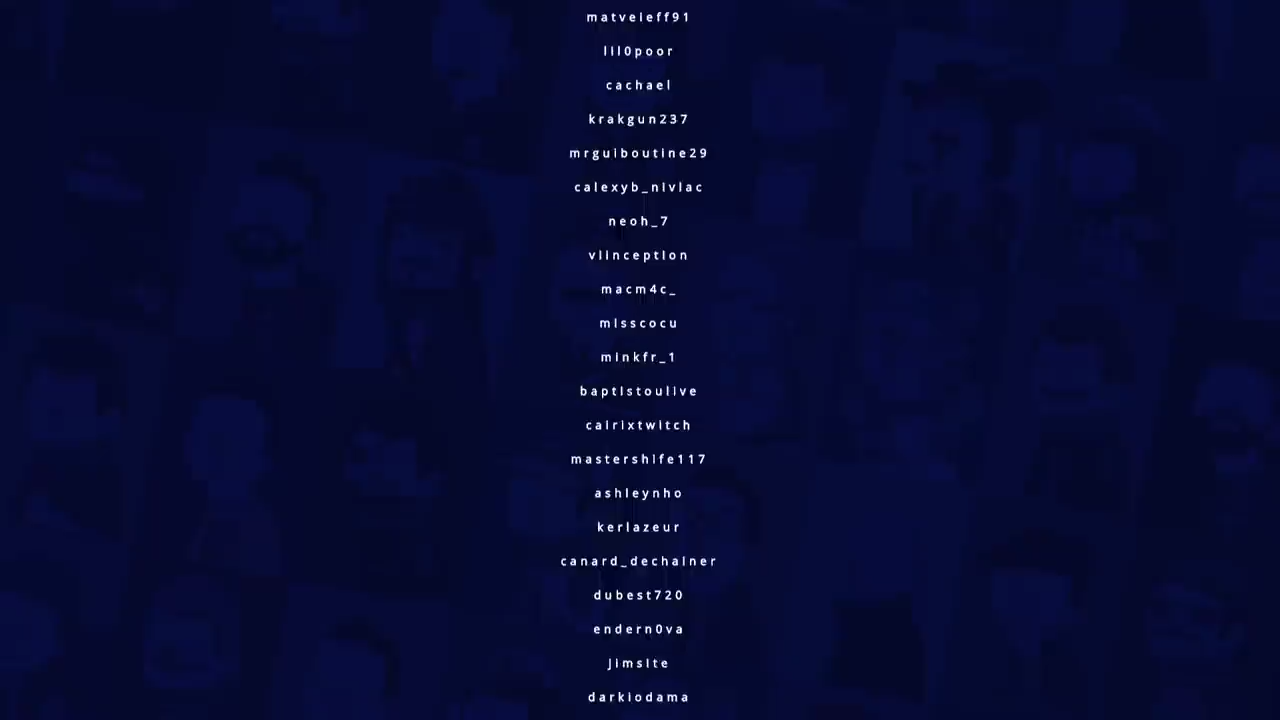 matveieff91
lil0poor
cachael
krakgun237
mrguiboutine29
calexyb_niviac
neoh_7
viinception
macm4c_
misscocu
minkfr_1
baptistoulive
calrixtwitch
mastershife117
ashleynho
kerlazeur
canard_dechainer
dubest720
endern0va
jimsite
darkiodama